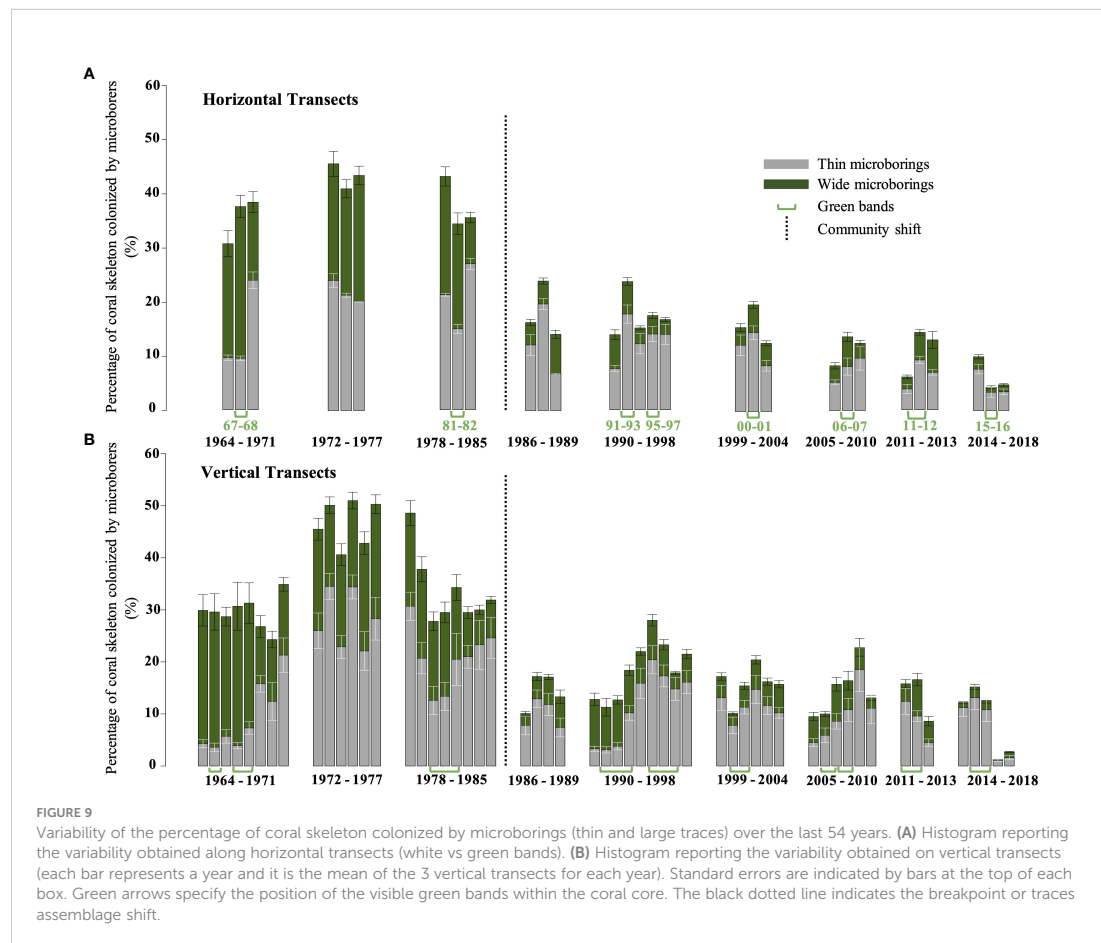 A
Percentage of coral skeleton colonized by microborers
(%)
60
50
40
30
20
10
0
Horizontal Transects
Thin microborings
Wide microborings
Green bands
Community shift
67-68
81-82
91-93
95-97
00-01
06-07
11-12
15-16
1964 - 1971
1972 - 1977
1978 - 1985
1986 - 1989
1990 - 1998
1999 - 2004
2005 - 2010
2011 - 2013
2014 - 2018
B
Percentage of coral skeleton colonized by microborers
(%)
60
50
40
30
20
10
0
Vertical Transects
1964 - 1971
1972 - 1977
1978 - 1985
1986 - 1989
1990 - 1998
1999 - 2004
2005 - 2010
2011 - 2013
2014 - 2018
FIGURE 9
Variability of the percentage of coral skeleton colonized by microborings (thin and large traces) over the last 54 years. (A) Histogram reporting
the variability obtained along horizontal transects (white vs green bands). (B) Histogram reporting the variability obtained on vertical transects
(each bar represents a year and it is the mean of the 3 vertical transects for each year). Standard errors are indicated by bars at the top of each
box. Green arrows specify the position of the visible green bands within the coral core. The black dotted line indicates the breakpoint or traces
assemblage shift.